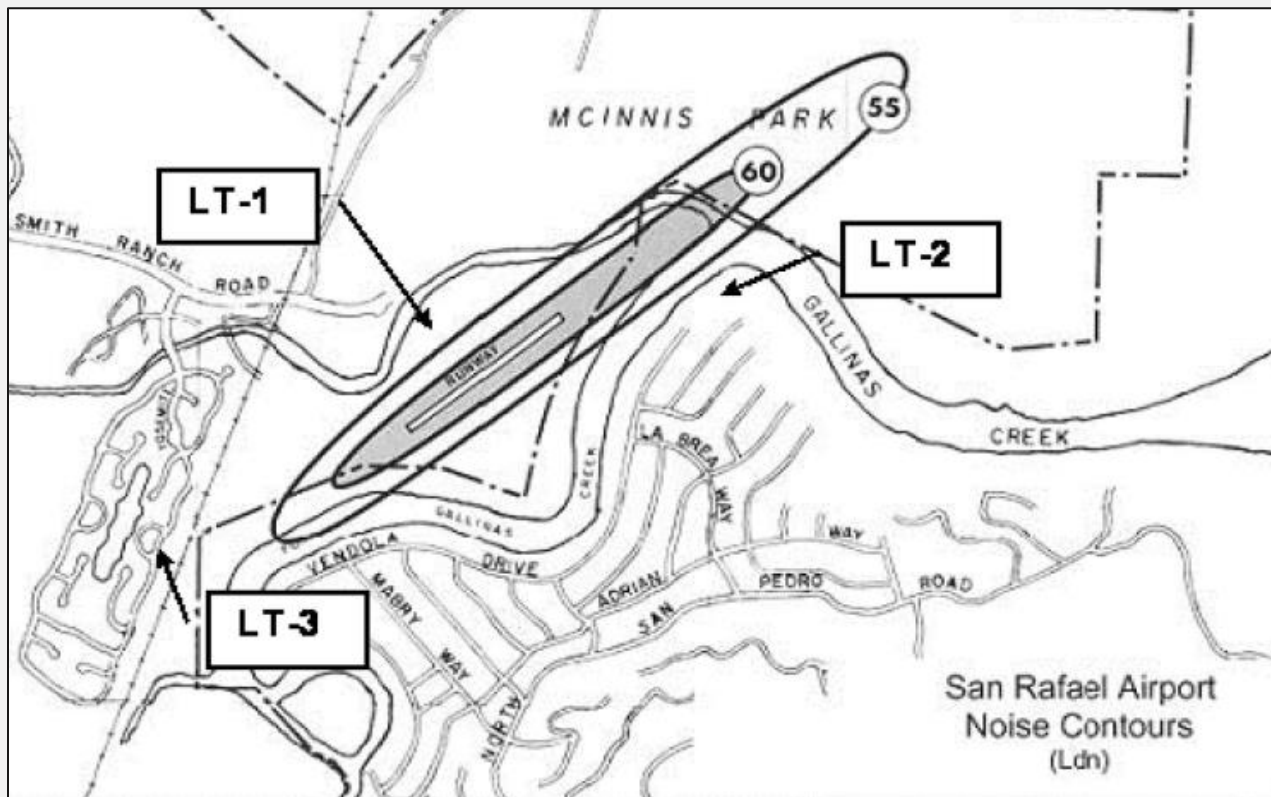 MCINNIS PARK
55
60
LT-1
SMITH RANCH ROAD
LT-2
GALLINAS
CREEK
RUNWAY
LA BREA WAY
CREEK
GALLINAS
VENDOLA DRIVE
ADRIAN WAY
MABRY WAY
SAN PEDRO ROAD
NORTH
LT-3
San Rafael Airport
Noise Contours
(Ldn)